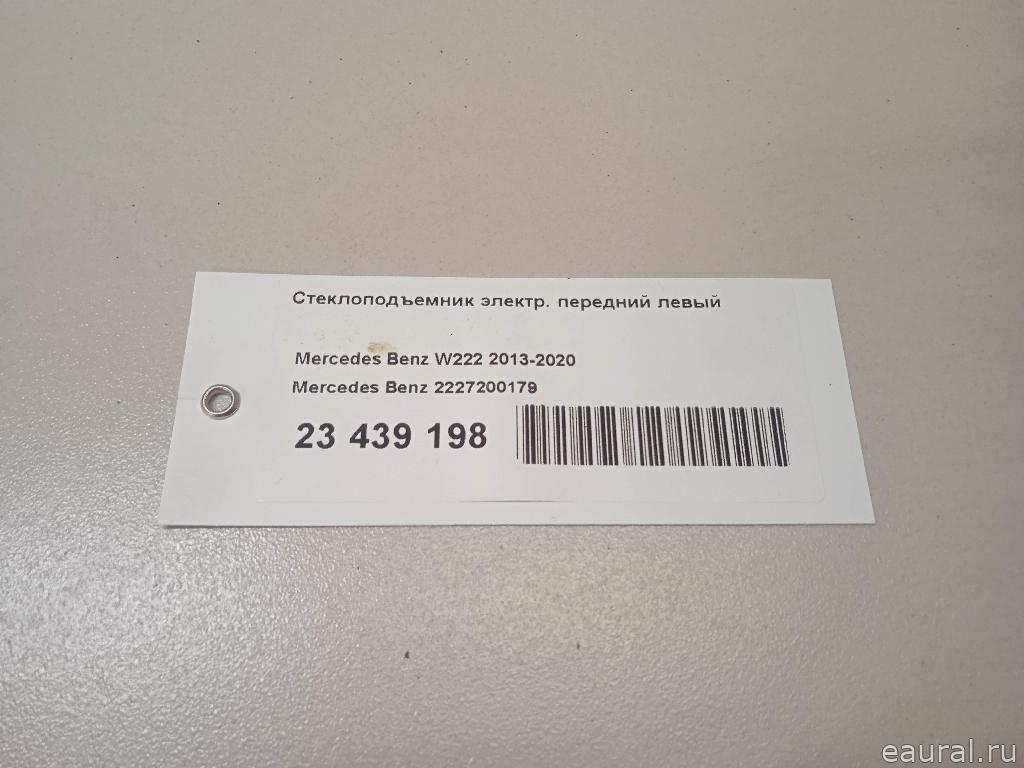 Стеклоподъемник электр. передний левый
Mercedes Benz W222 2013-2020
Mercedes Benz 2227200179
23 439 198
eaural.ru